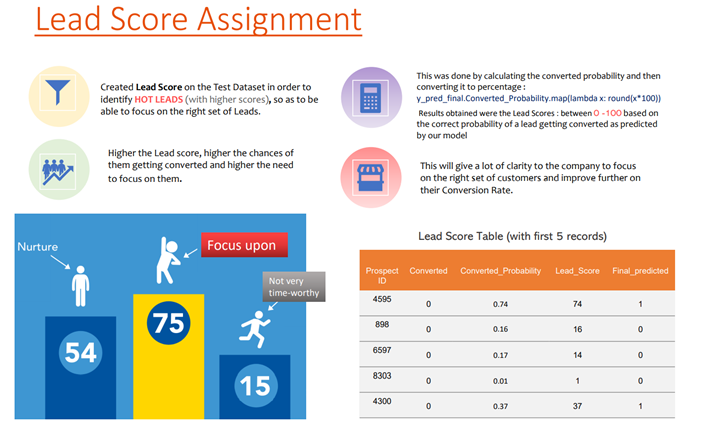 Lead Score Assignment
Created Lead Score on the Test Dataset in order to
identify HOT LEADS (with higher scores), so as to be
able to focus on the right set of Leads.
Higher the Lead score, higher the chances of
them getting converted and higher the need
to focus on them.
This was done by calculating the converted probability and then
converting it to percentage :
y_pred_final.Converted_Probability.map(lambda x: round(x*100))
Results obtained were the Lead Scores : between 0 -100 based on
the correct probability of a lead getting converted as predicted
by our model
This will give a lot of clarity to the company to focus
on the right set of customers and improve further on
their Conversion Rate.
Nurture
Focus upon
Not very
time-worthy
54
75
15
Lead Score Table (with first 5 records)
Prospect
ID Converted Converted_Probability Lead_Score Final_predicted
4595 0 0.74 74 1
898 0 0.16 16 0
6597 0 0.17 14 0
8303 0 0.01 1 0
4300 0 0.37 37 1